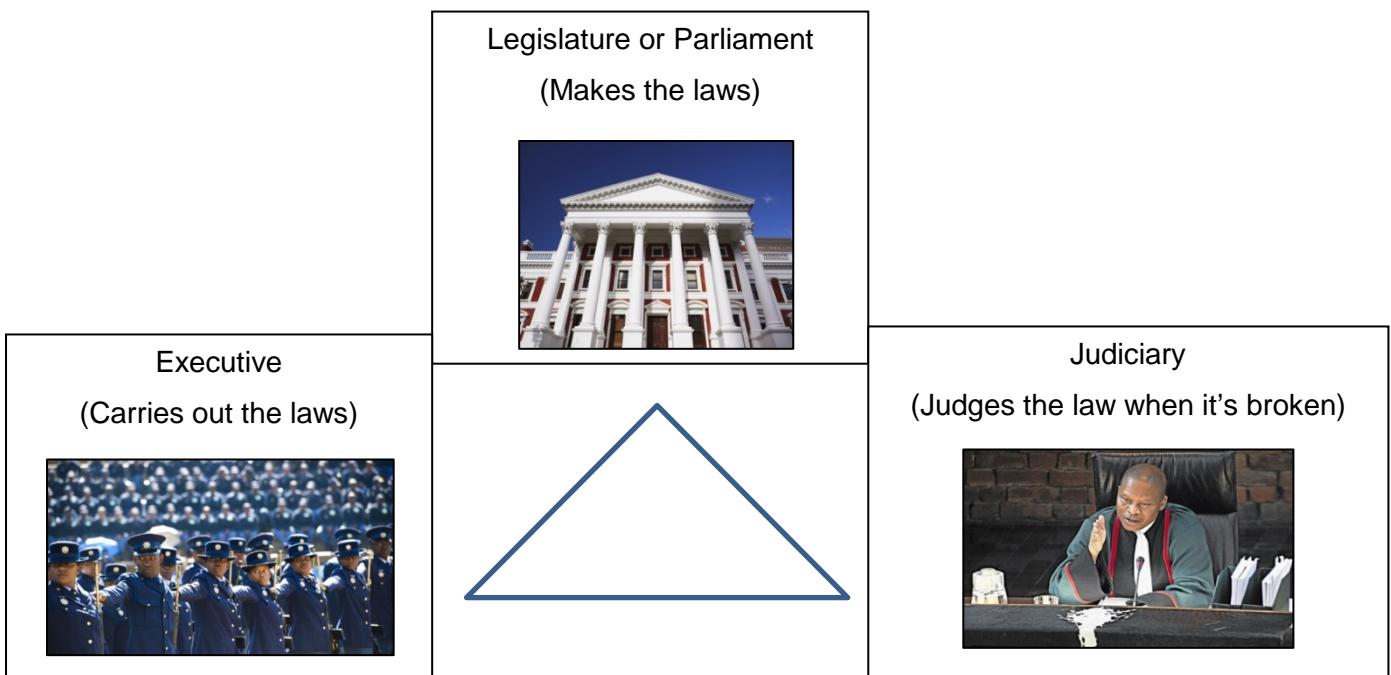 Legislature or Parliament
(Makes the laws)
Executive
(Carries out the laws)
Judiciary
(Judges the law when it’s broken)